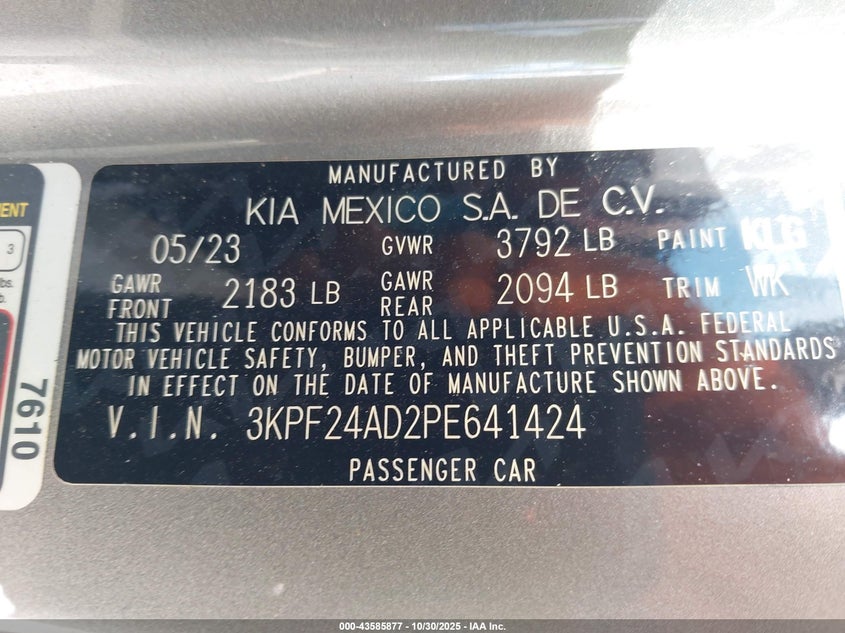 MANUFACTURED BY
KIA MEXICO S.A. DE C.V.
05/23 GVWR 3792 LB PAINT KLG
GAWR FRONT 2183 LB GAWR REAR 2094 LB TRIM WK
THIS VEHICLE CONFORMS TO ALL APPLICABLE U.S.A. FEDERAL
MOTOR VEHICLE SAFETY, BUMPER, AND THEFT PREVENTION STANDARDS
IN EFFECT ON THE DATE OF MANUFACTURE SHOWN ABOVE.
V.I.N. 3KPF24AD2PE641424
PASSENGER CAR
3
7610
000-43585877 - 10/30/2025 - IAA Inc.